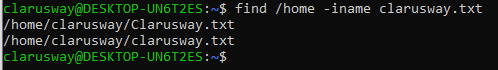 clarusway@DESKTOP-UN6T2ES:~$ find /home -iname clarusway.txt
/home/clarusway/Clarusway.txt
/home/clarusway/clarusway.txt
clarusway@DESKTOP-UN6T2ES:~$